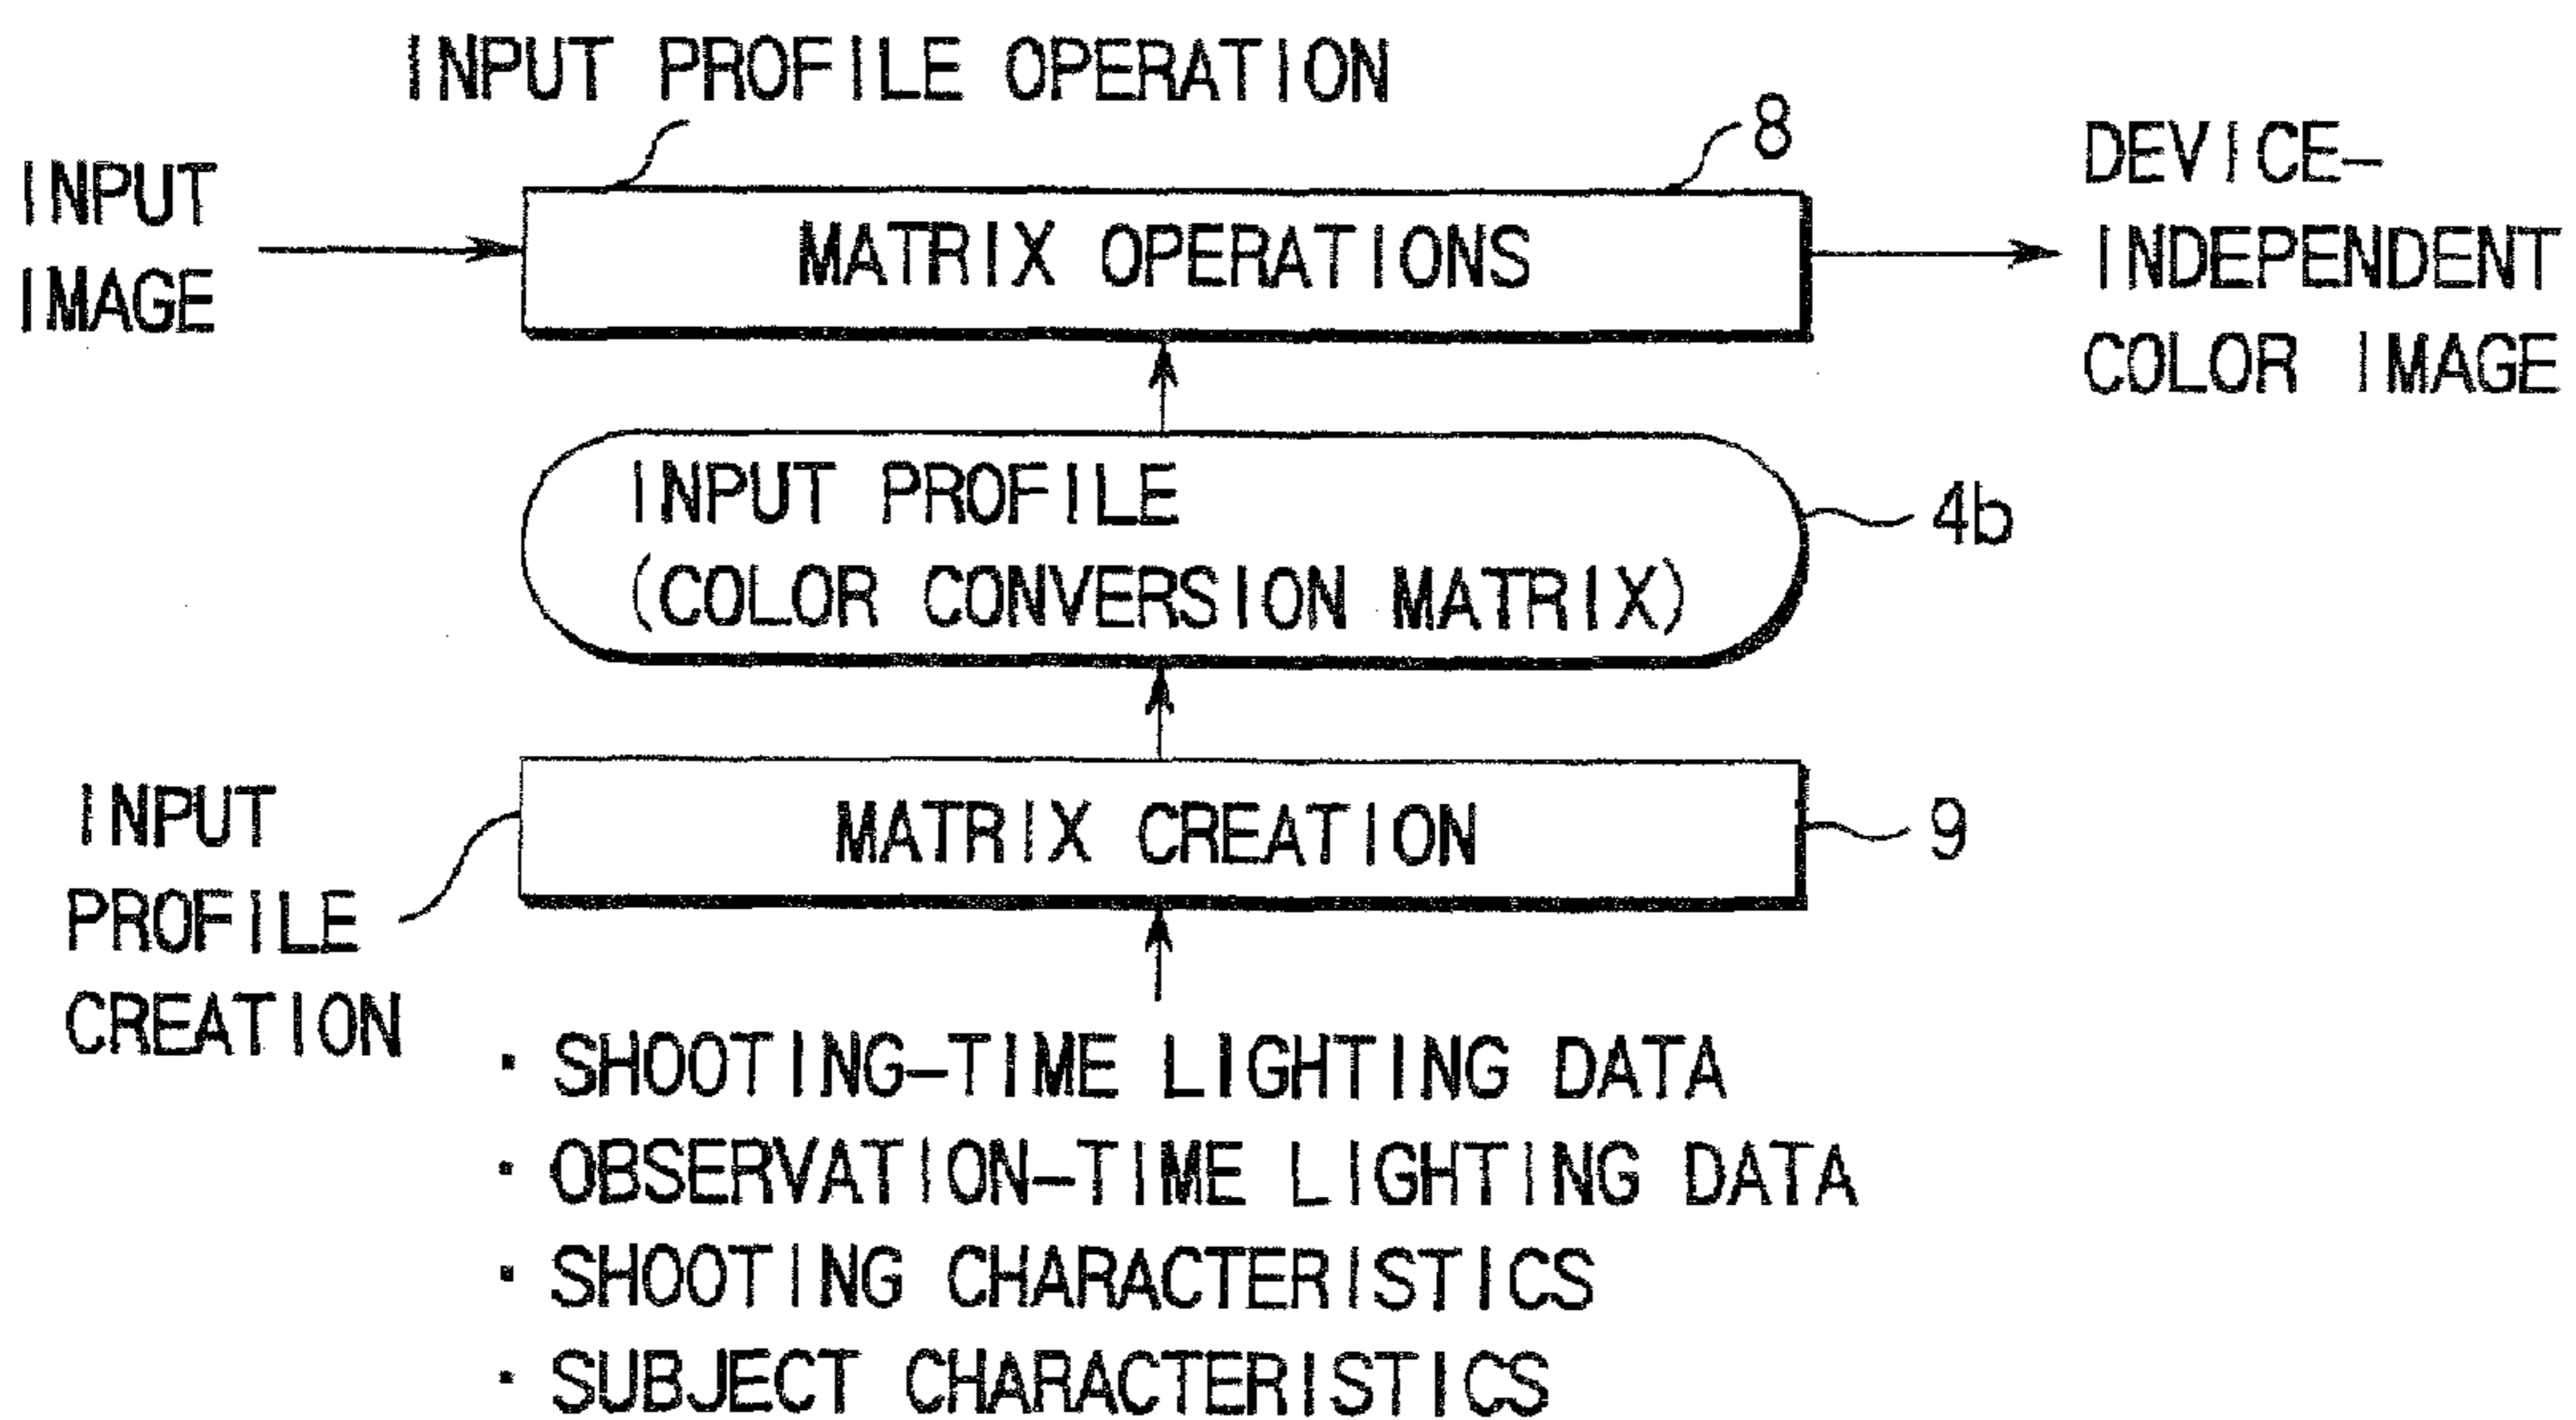 INPUT PROFILE OPERATION
8
INPUT
IMAGE
MATRIX OPERATIONS
DEVICE-
INDEPENDENT
COLOR IMAGE
INPUT PROFILE
(COLOR CONVERSION MATRIX)
4b
INPUT
PROFILE
CREATION
MATRIX CREATION
9
· SHOOTING-TIME LIGHTING DATA
· OBSERVATION-TIME LIGHTING DATA
· SHOOTING CHARACTERISTICS
· SUBJECT CHARACTERISTICS